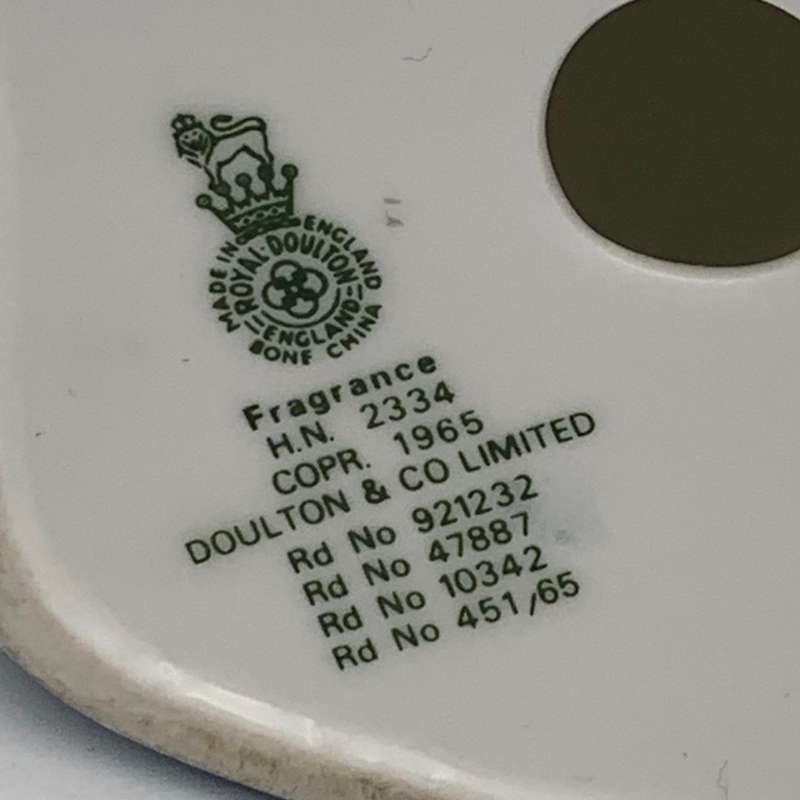 MADE IN ENGLAND
ROYAL·DOULTON
ENGLAND
BONE CHINA
Fragrance
H.N. 2334
COPR. 1965
DOULTON & CO LIMITED
Rd No 921232
Rd No 47887
Rd No 10342
Rd No 451/65